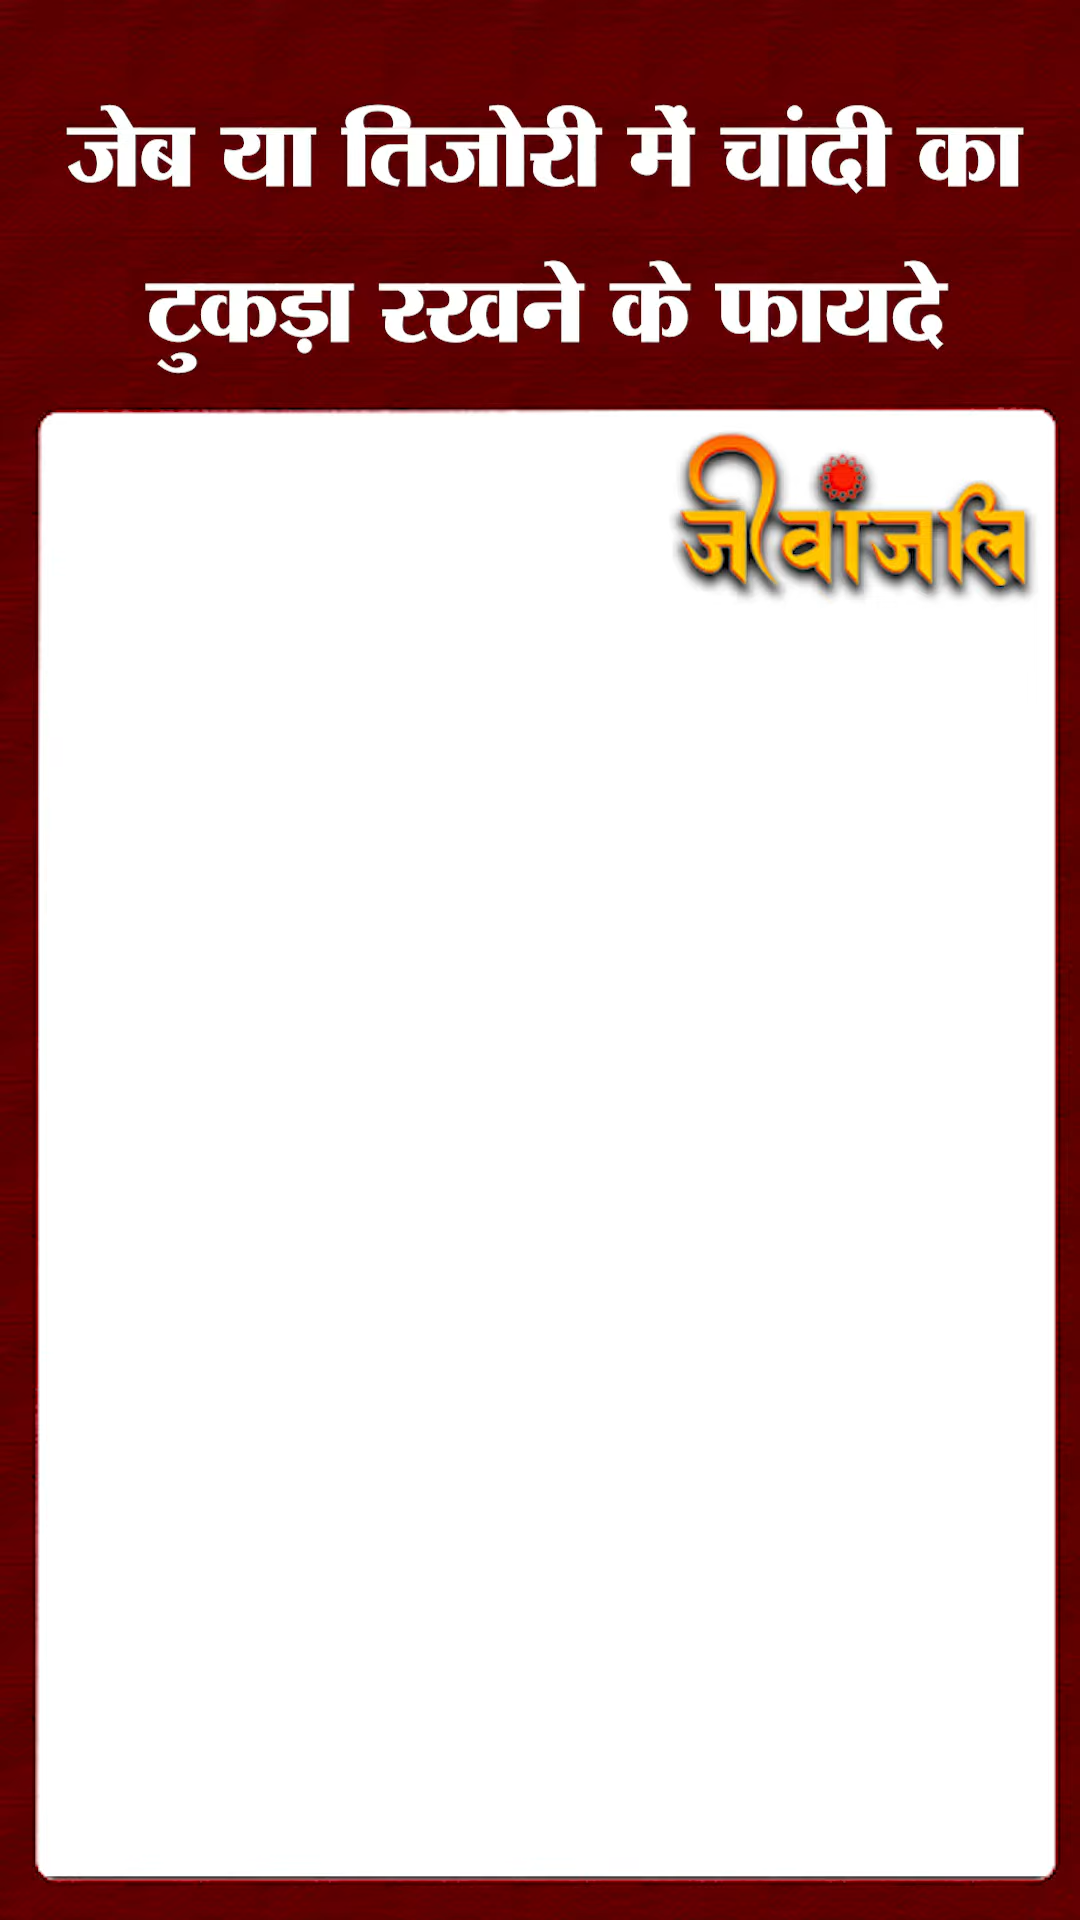 जेब या तिजोरी में चांदी का
टुकड़ा रखने के फायदे
जीवांजलि